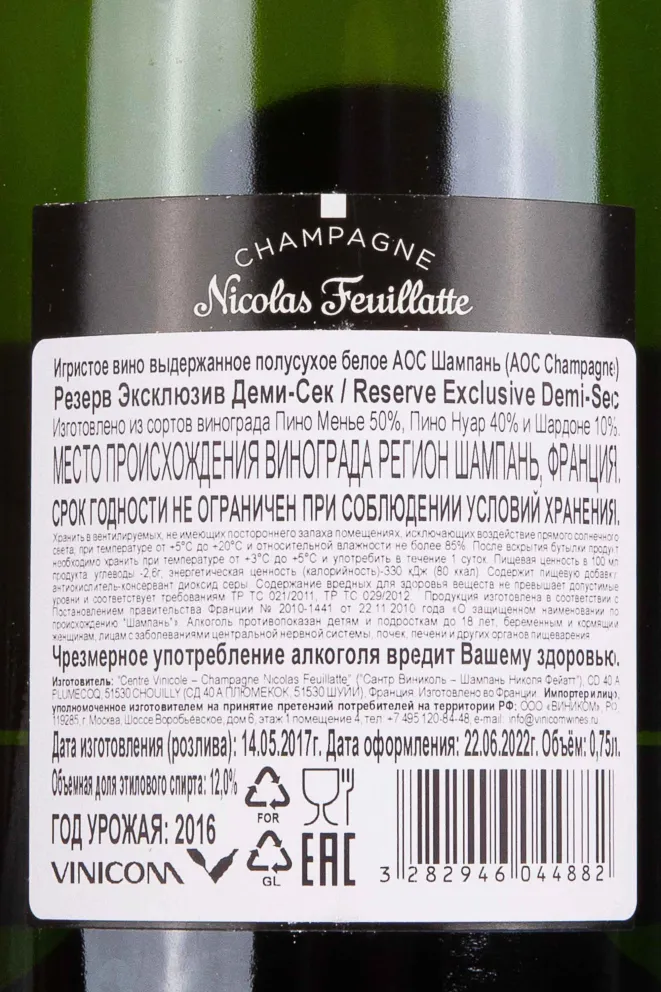 CHAMPAGNE
Nicolas Feuillatte
Игристое вино выдержанное полусухое белое АОС Шампань (AOC Champagne)
Резерв Эксклюзив Деми-Сек / Reserve Exclusive Demi-Sec
Изготовлено из сортов винограда Пино Менье 50%, Пино Нуар 40% и Шардоне 10%.
МЕСТО ПРОИСХОЖДЕНИЯ ВИНОГРАДА РЕГИОН ШАМПАНЬ, ФРАНЦИЯ.
СРОК ГОДНОСТИ НЕ ОГРАНИЧЕН ПРИ СОБЛЮДЕНИИ УСЛОВИЙ ХРАНЕНИЯ.
Хранить в вентилируемых, не имеющих постороннего запаха помещениях, исключающих воздействие прямого солнечного
света, при температуре от +5°С до +20°С и относительной влажности не более 85%. После вскрытия бутылки продукт
необходимо хранить при температуре от +3°С до +5°С и употребить в течение 1 суток. Пищевая ценность в 100 мл
продукта: углеводы -2,6г, энергетическая ценность (калорийность)-330 кДж (80 ккал). Содержит пищевую добавку
антиокислитель-консервант диоксид серы. Содержание вредных для здоровья веществ не превышает допустимые
уровни и соответствует требованиям ТР ТС 021/2011, ТР ТС 029/2012. Продукция изготовлена в соответствии с
Постановлением правительства Франции № 2010-1441 от 22.11.2010 года «О защищенном наименовании по
происхождению "Шампань"». Алкоголь противопоказан детям и подросткам до 18 лет, беременным и кормящим
женщинам, лицам с заболеваниями центральной нервной системы, почек, печени и других органов пищеварения.
Чрезмерное употребление алкоголя вредит Вашему здоровью.
Изготовитель: "Centre Vinicole – Champagne Nicolas Feuillatte" ("Сантр Виниколь – Шампань Николя Фейатт"), CD 40 A
PLUMECOQ, 51530 CHOUILLY (СД 40 А ПЛЮМЕКОК, 51530 ШУЙИ), Франция. Изготовлено во Франции. Импортер и лицо,
уполномоченное изготовителем на принятие претензий потребителей на территории РФ: ООО «ВИНИКОМ», РФ,
119285, г. Москва, Шоссе Воробьёвское, дом 6, этаж 1 помещение 4, тел. +7 495 120-84-48, e-mail: info@vinicomwines.ru
Дата изготовления (розлива): 14.05.2017г. Дата оформления: 22.06.2022г. Объём: 0,75л.
Объёмная доля этилового спирта: 12,0%
ГОД УРОЖАЯ: 2016
VINICOM
FOR
GL
EAC
3 282946 044882